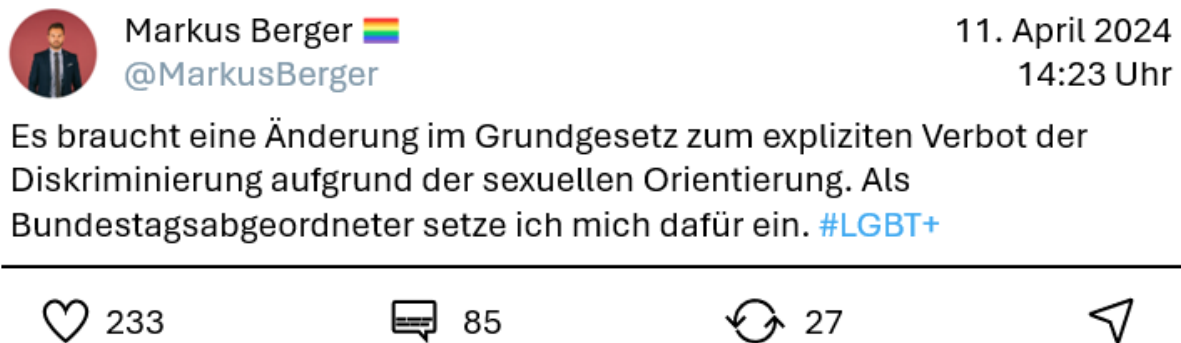 Markus Berger 11. April 2024
@MarkusBerger 14:23 Uhr
Es braucht eine Änderung im Grundgesetz zum expliziten Verbot der
Diskriminierung aufgrund der sexuellen Orientierung. Als
Bundestagsabgeordneter setze ich mich dafür ein. #LGBT+
233 85 27